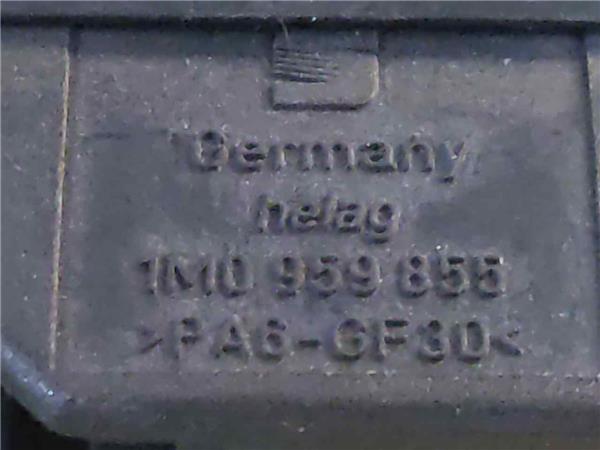 Germany
helag
1M0 959 855
>PA6-GF30<